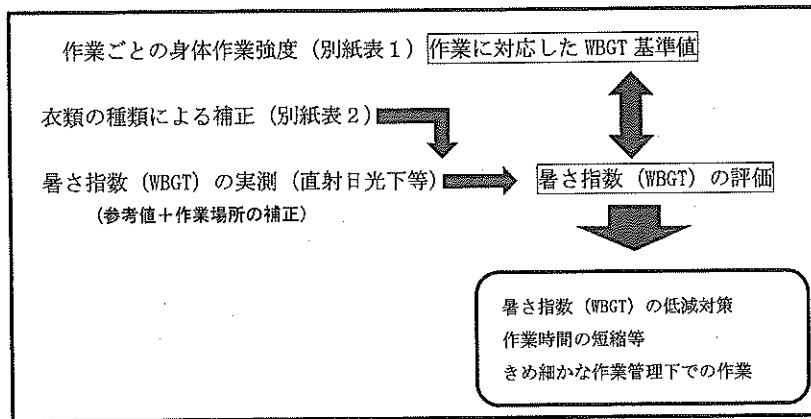 作業ごとの身体作業強度（別紙表１） 作業に対応した WBGT 基準値
衣類の種類による補正（別紙表２）
暑さ指数（WBGT）の実測（直射日光下等） 暑さ指数（WBGT）の評価
（参考値＋作業場所の補正）
暑さ指数（WBGT）の低減対策
作業時間の短縮等
きめ細かな作業管理下での作業